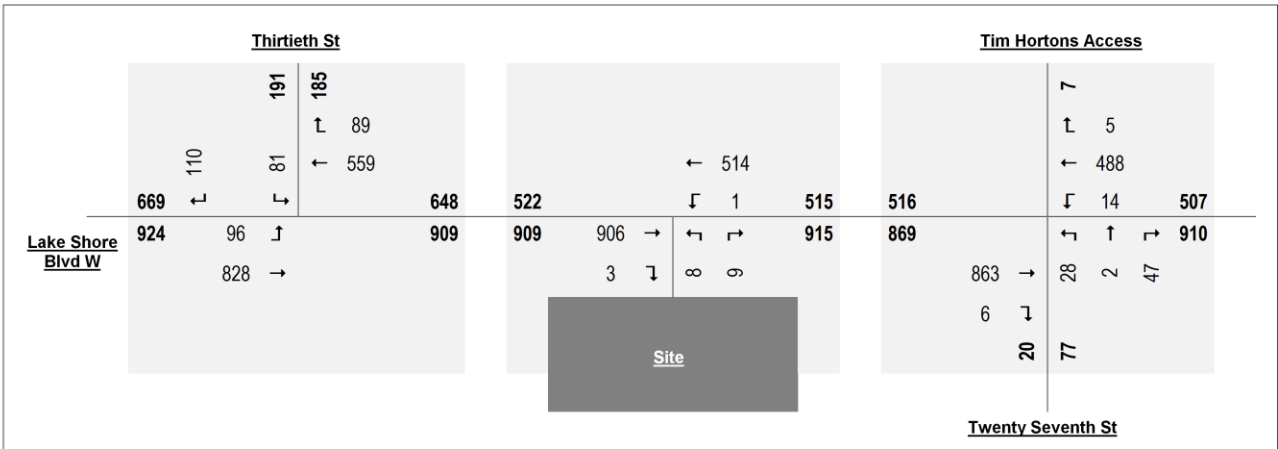 Thirtieth St
Tim Hortons Access
191 185 7
89 5
110 81 559 514 488
669 648 522 1 515 516 14 507
Lake Shore
Blvd W
924 96 909 909 906 915 869 910
828 3 8 9 863 28 2 47
6
Site
20 77
Twenty Seventh St